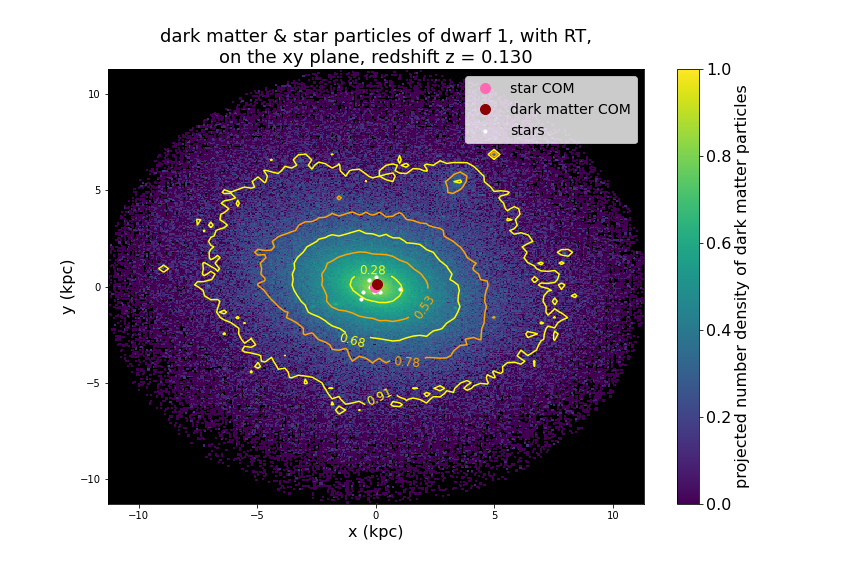 dark matter & star particles of dwarf 1, with RT,
on the xy plane, redshift z = 0.130
star COM
dark matter COM
stars
10
5
0
−5
−10
y (kpc)
−10
−5
0
5
10
x (kpc)
0.28
0.53
0.68
0.78
0.91
1.0
0.8
0.6
0.4
0.2
0.0
projected number density of dark matter particles